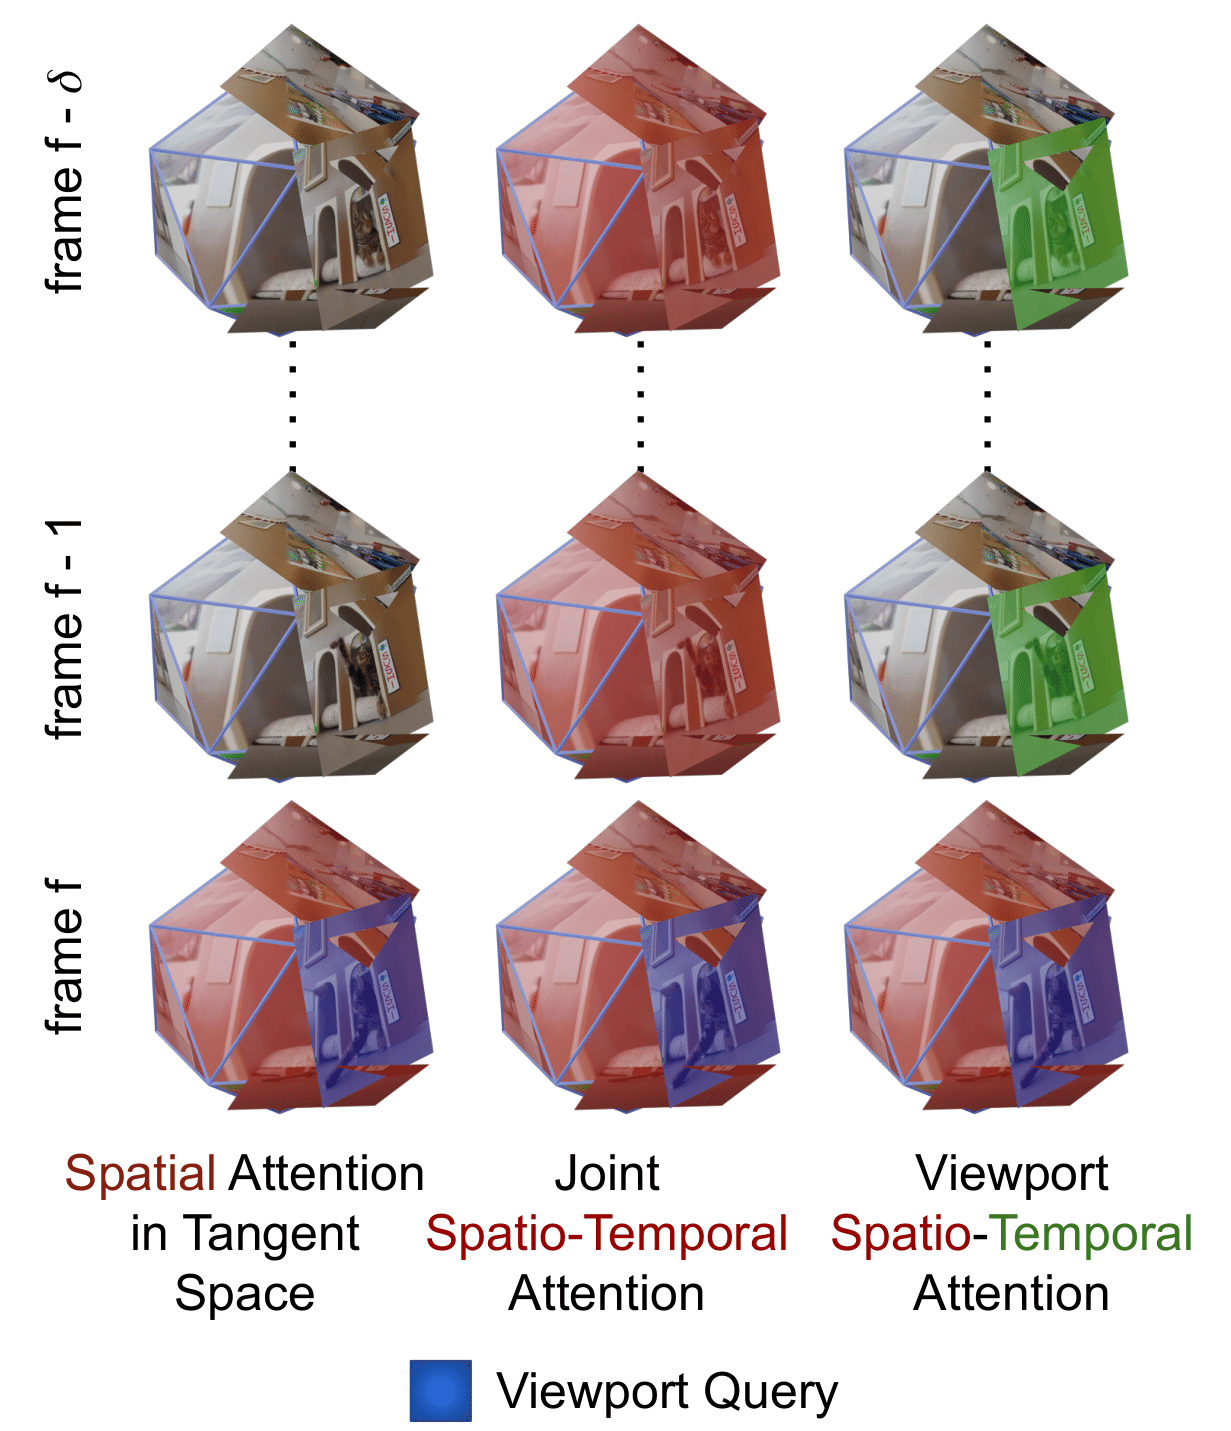 frame f - δ
frame f - 1
frame f
Spatial Attention
in Tangent
Space
Joint
Spatio-Temporal
Attention
Viewport
Spatio-Temporal
Attention
Viewport Query